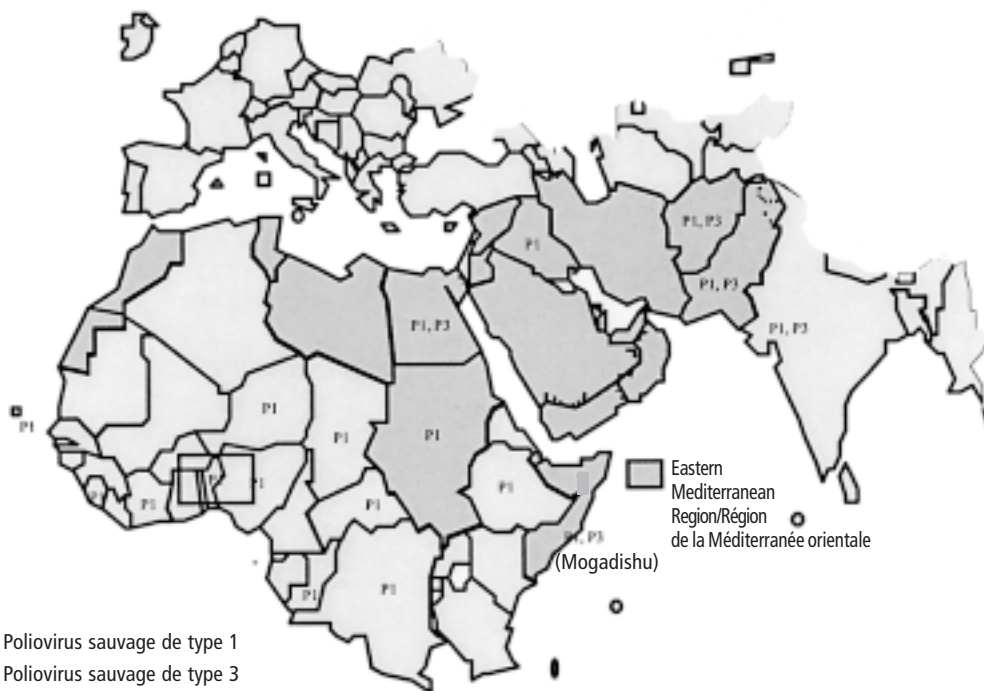 P1, P3
P1
P1, P3
P1, P3
P1, P3
P1
P1
P1
P1
P1
P1
P1
P1
P1
P1
P1
Eastern
Mediterranean
Region/Région
de la Méditerranée orientale
P3
(Mogadishu)
Poliovirus sauvage de type 1
Poliovirus sauvage de type 3